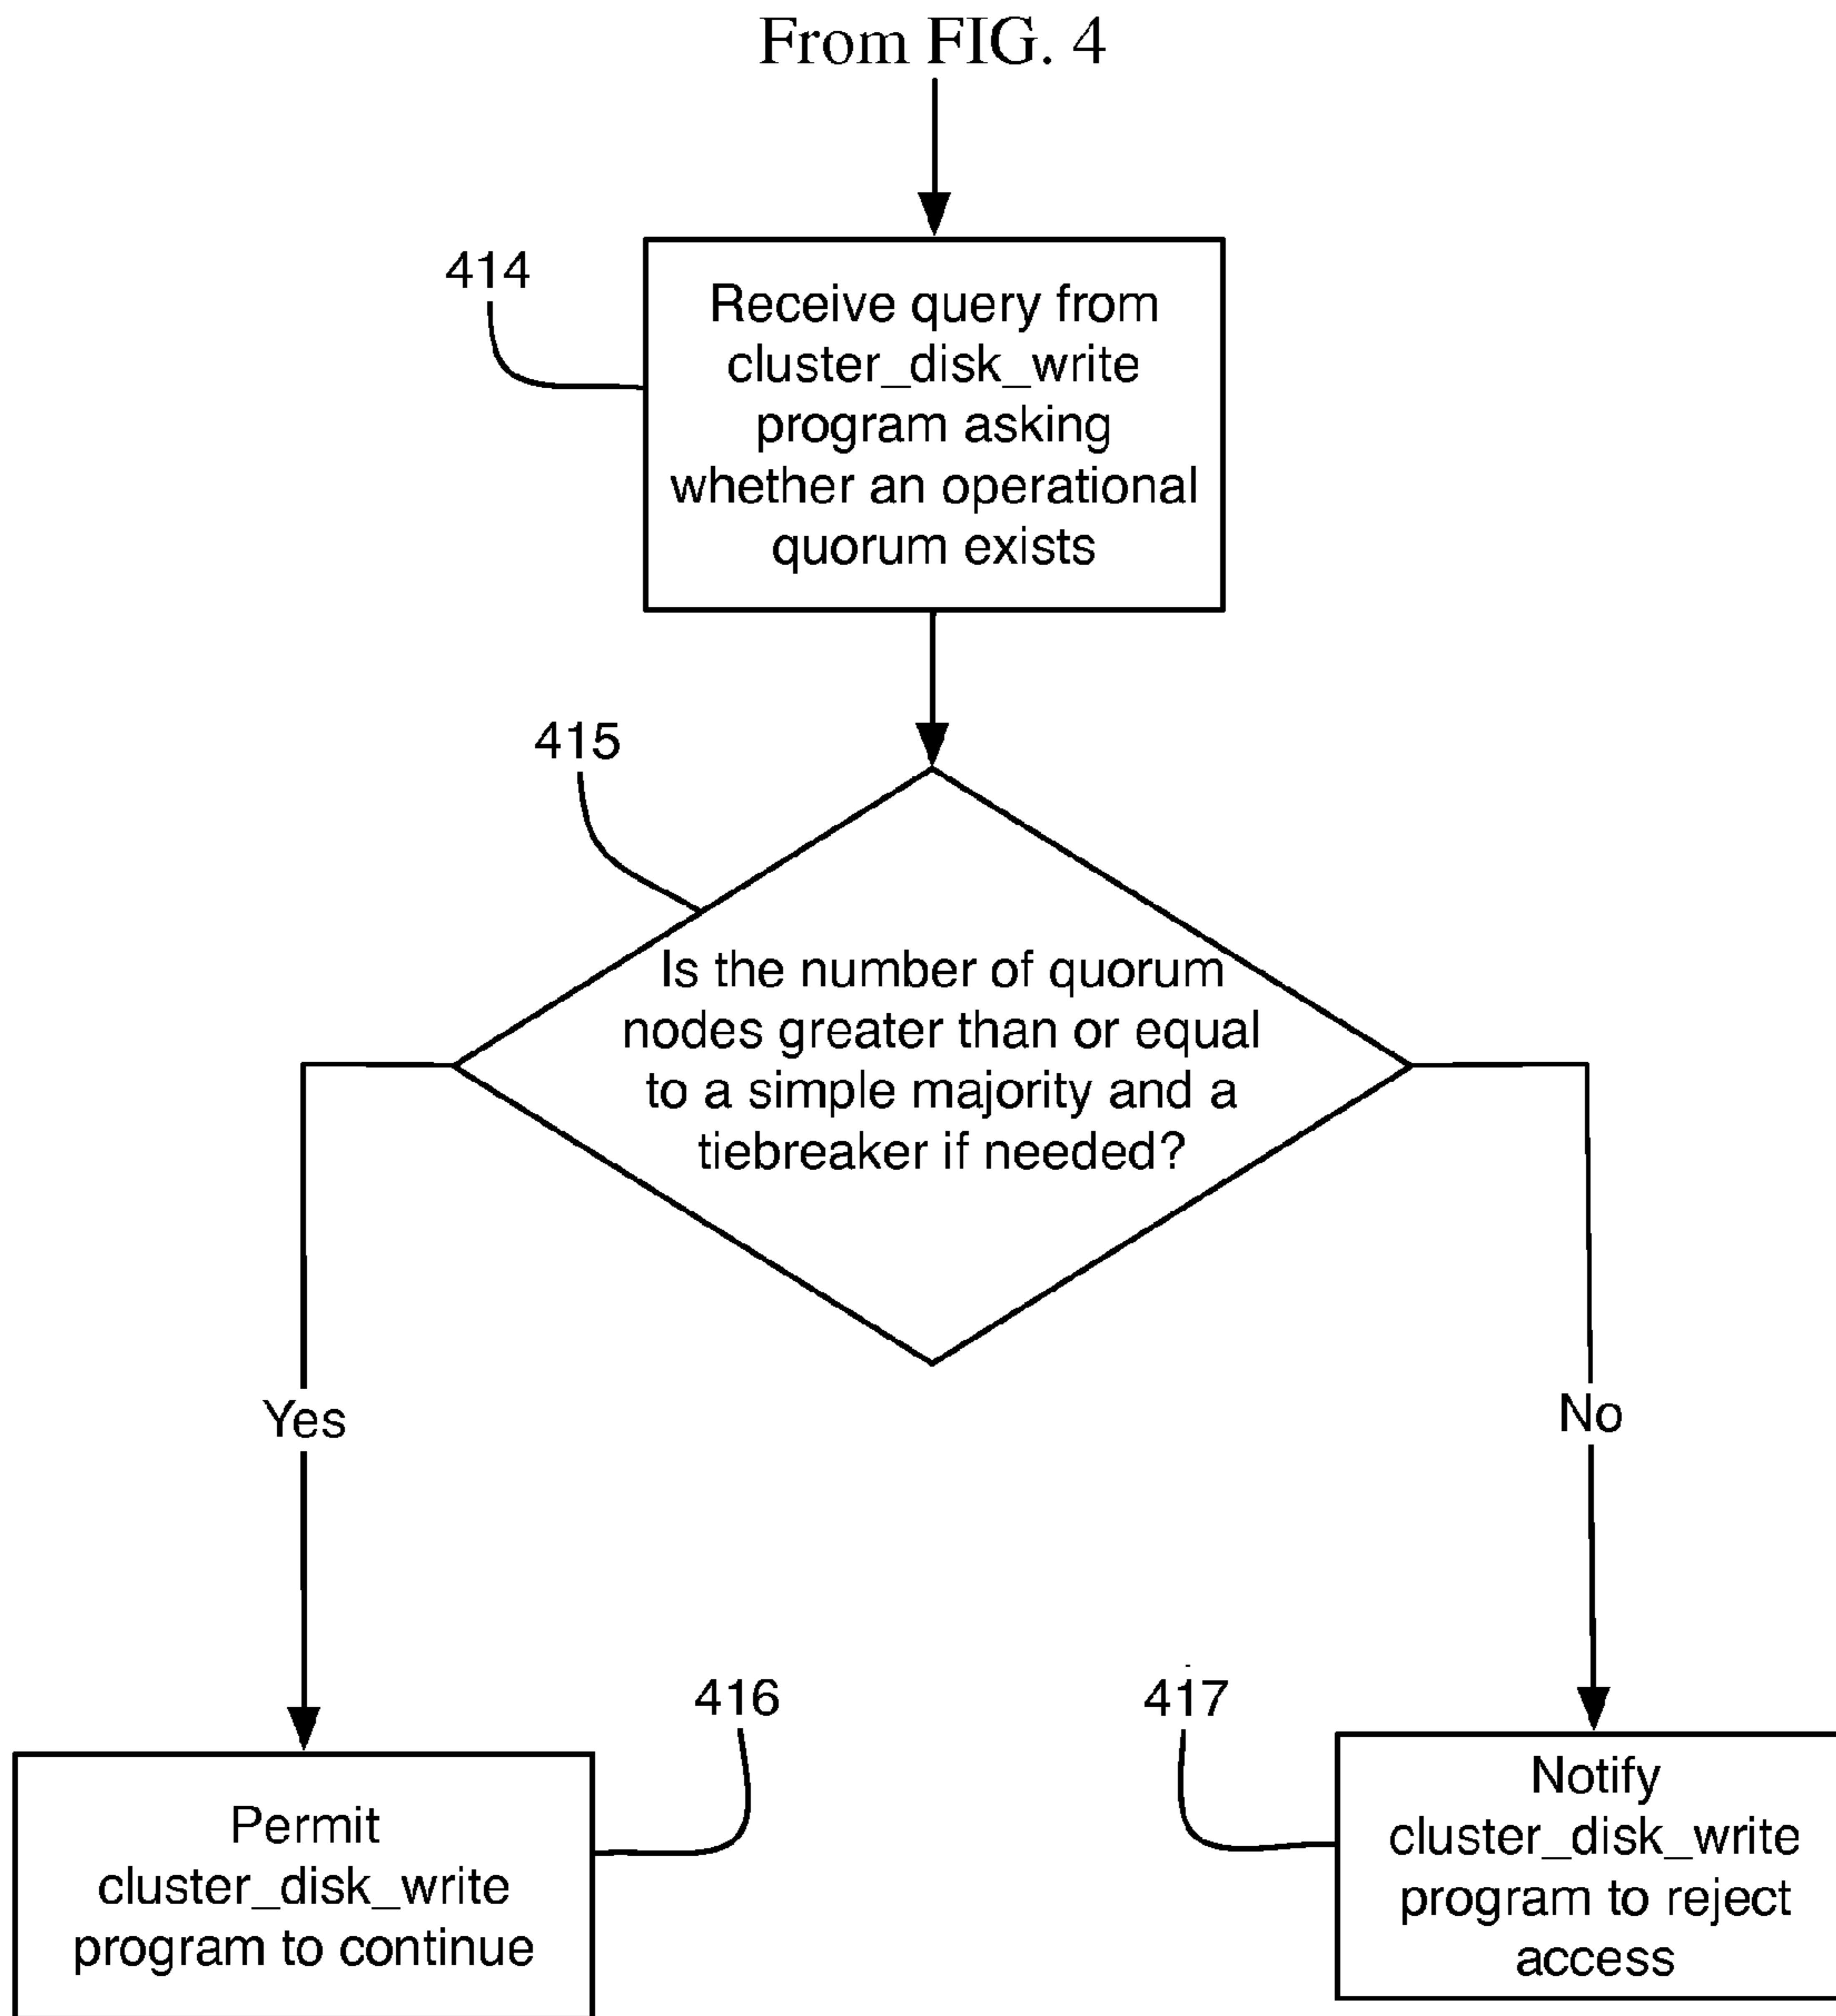 From FIG. 4
414
Receive query from
cluster_disk_write
program asking
whether an operational
quorum exists
415
Is the number of quorum
nodes greater than or equal
to a simple majority and a
tiebreaker if needed?
Yes
No
416
417
Permit
cluster_disk_write
program to continue
Notify
cluster_disk_write
program to reject
access